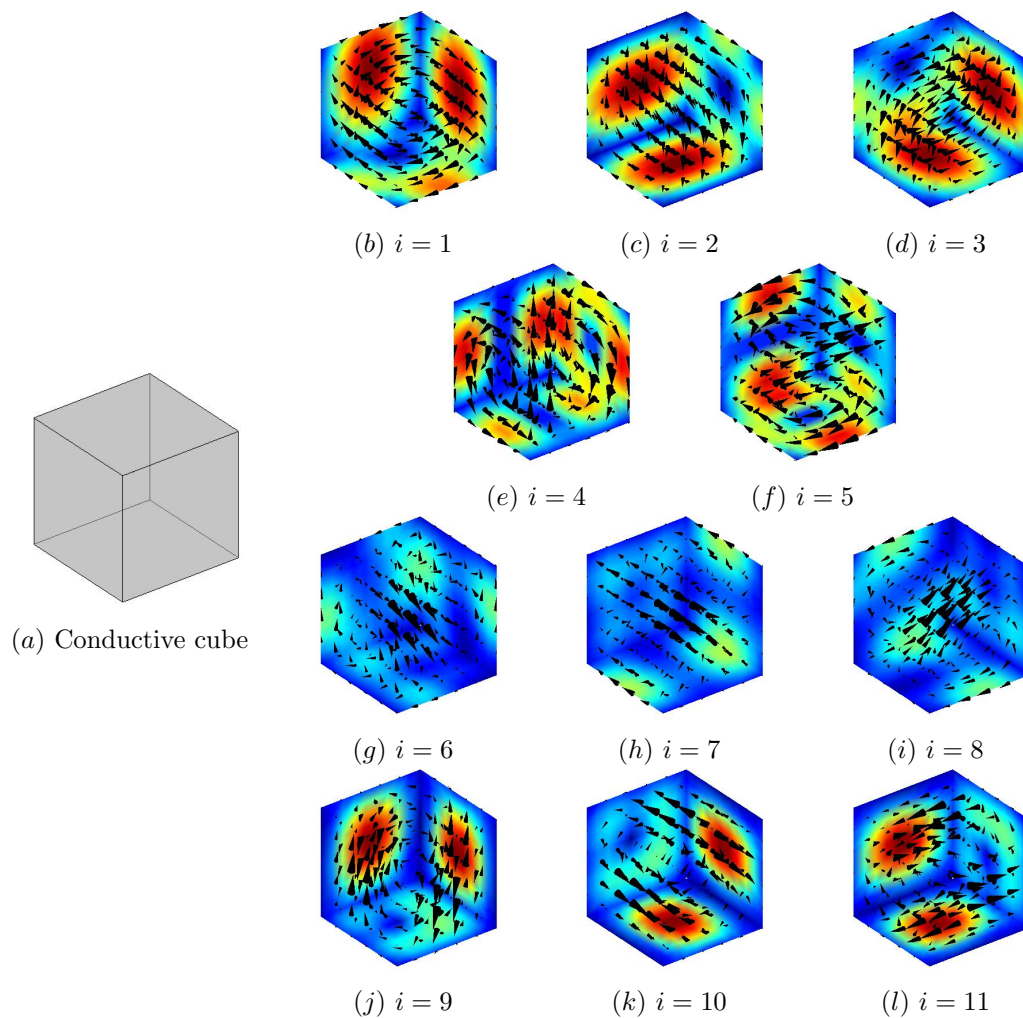 (b) i = 1
(c) i = 2
(d) i = 3
(e) i = 4
(f) i = 5
(a) Conductive cube
(g) i = 6
(h) i = 7
(i) i = 8
(j) i = 9
(k) i = 10
(l) i = 11